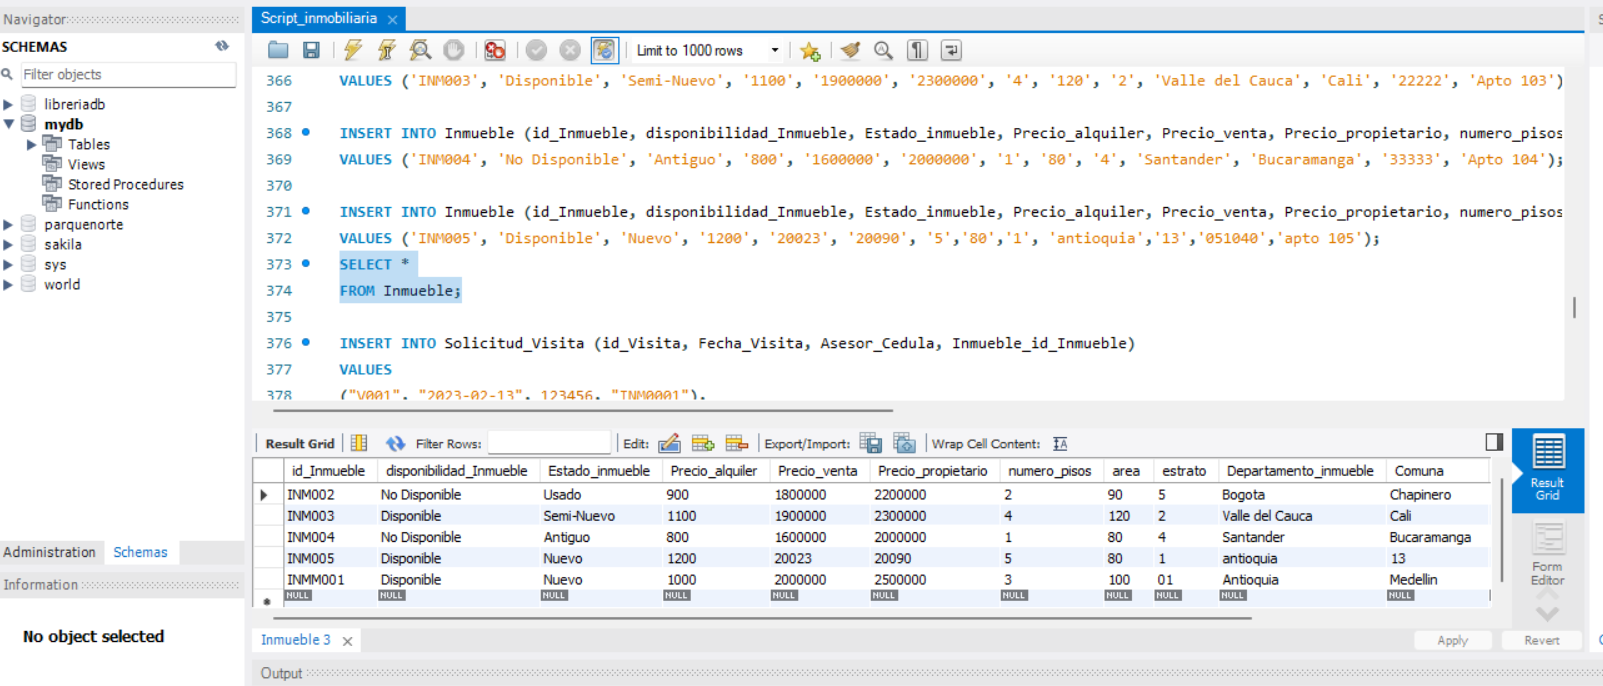 Navigator
SCHEMAS
Filter objects
libreriadb
mydb
Tables
Views
Stored Procedures
Functions
parquenorte
sakila
sys
world
Administration Schemas
Information
No object selected
Script_inmobiliaria
Limit to 1000 rows
366 VALUES ('INM003', 'Disponible', 'Semi-Nuevo', '1100', '1900000', '2300000', '4', '120', '2', 'Valle del Cauca', 'Cali', '22222', 'Apto 103')
367
368 INSERT INTO Inmueble (id_Inmueble, disponibilidad_Inmueble, Estado_inmueble, Precio_alquiler, Precio_venta, Precio_propietario, numero_pisos
369 VALUES ('INM004', 'No Disponible', 'Antiguo', '800', '1600000', '2000000', '1', '80', '4', 'Santander', 'Bucaramanga', '33333', 'Apto 104');
370
371 INSERT INTO Inmueble (id_Inmueble, disponibilidad_Inmueble, Estado_inmueble, Precio_alquiler, Precio_venta, Precio_propietario, numero_pisos
372 VALUES ('INM005', 'Disponible', 'Nuevo', '1200', '20023', '20090', '5','80','1', 'antioquia','13','051040','apto 105');
373 SELECT *
374 FROM Inmueble;
375
376 INSERT INTO Solicitud_Visita (id_Visita, Fecha_Visita, Asesor_Cedula, Inmueble_id_Inmueble)
377 VALUES
378 ("V001", "2023-02-13", 123456, "INM0001"),
Result Grid Filter Rows: Edit: Export/Import: Wrap Cell Content:
id_Inmueble disponibilidad_Inmueble Estado_inmueble Precio_alquiler Precio_venta Precio_propietario numero_pisos area estrato Departamento_inmueble Comuna
INM002 No Disponible Usado 900 1800000 2200000 2 90 5 Bogota Chapinero
INM003 Disponible Semi-Nuevo 1100 1900000 2300000 4 120 2 Valle del Cauca Cali
INM004 No Disponible Antiguo 800 1600000 2000000 1 80 4 Santander Bucaramanga
INM005 Disponible Nuevo 1200 20023 20090 5 80 1 antioquia 13
INMM001 Disponible Nuevo 1000 2000000 2500000 3 100 01 Antioquia Medellin
NULL NULL NULL NULL NULL NULL NULL NULL NULL NULL NULL
Result
Grid
Form
Editor
Inmueble 3
Apply Revert
Output